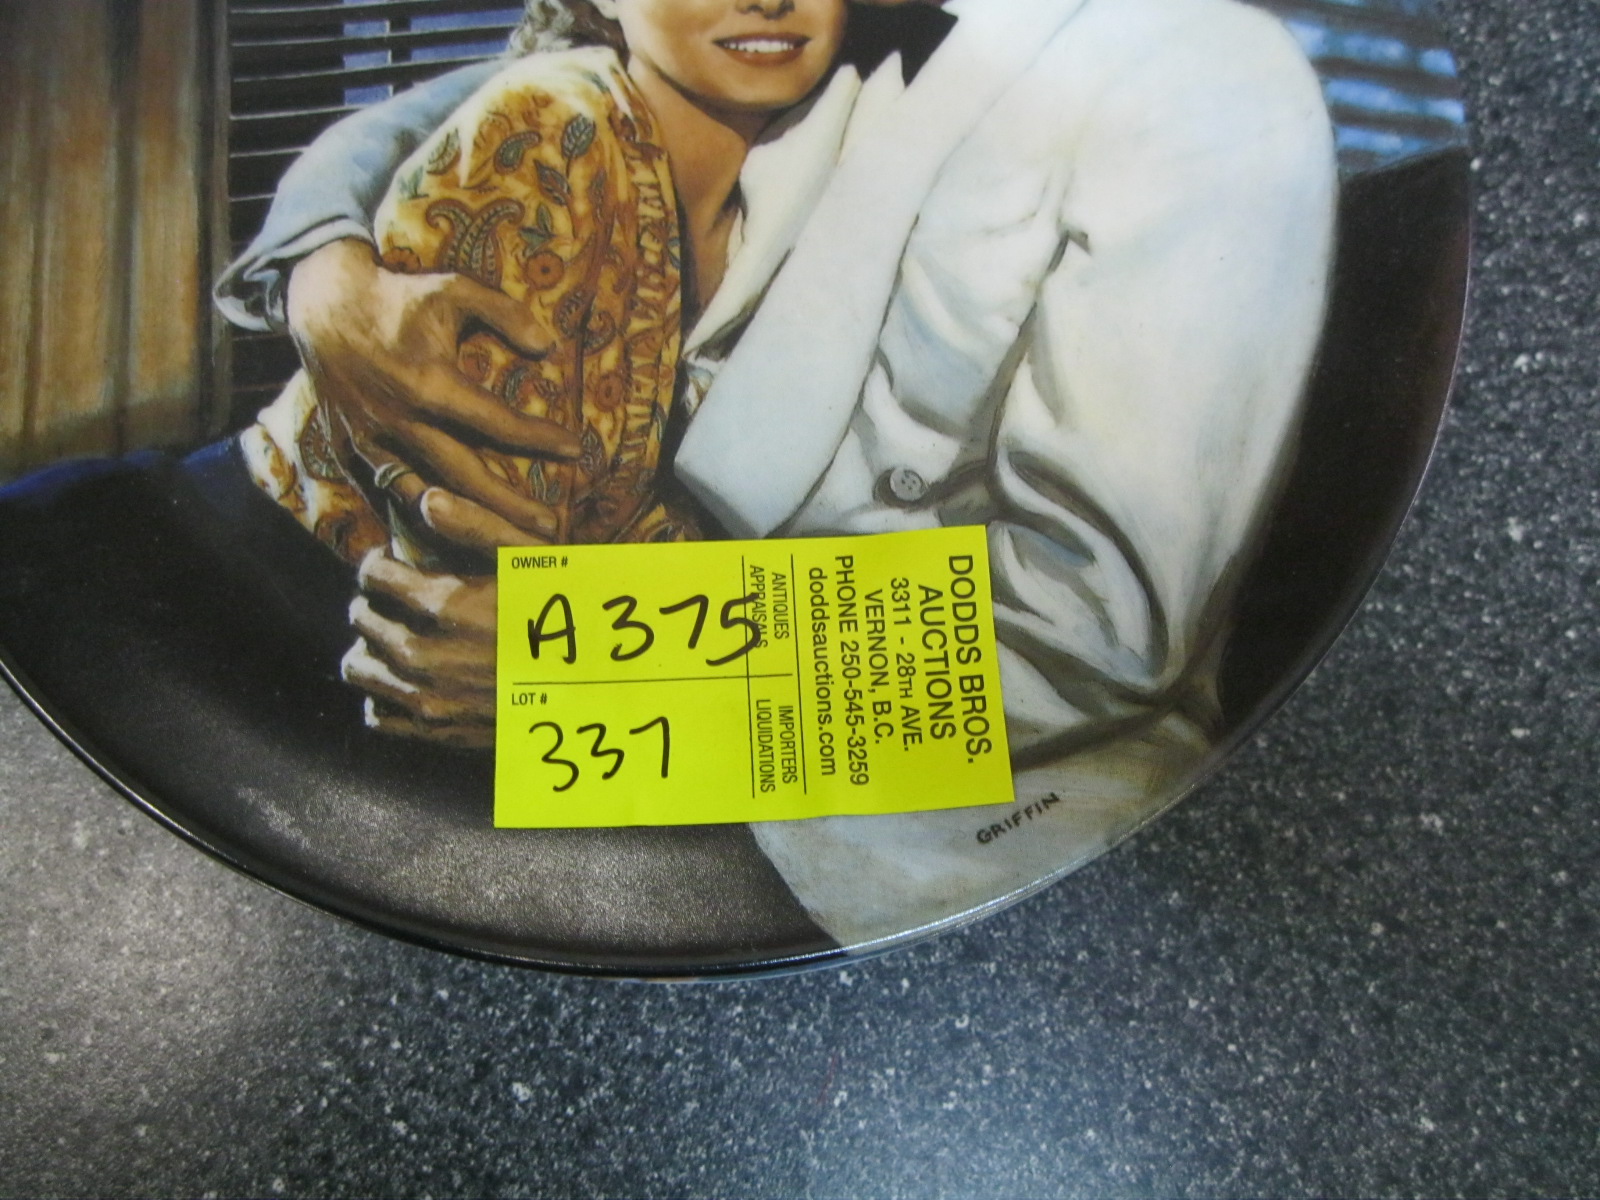 OWNER #
A375
LOT #
337
ANTIQUES
APPRAISALS
IMPORTERS
LIQUIDATIONS
DODDS BROS.
AUCTIONS
3311 - 28TH AVE.
VERNON, B.C.
PHONE 250-545-3259
doddsauctions.com
GRIFFIN